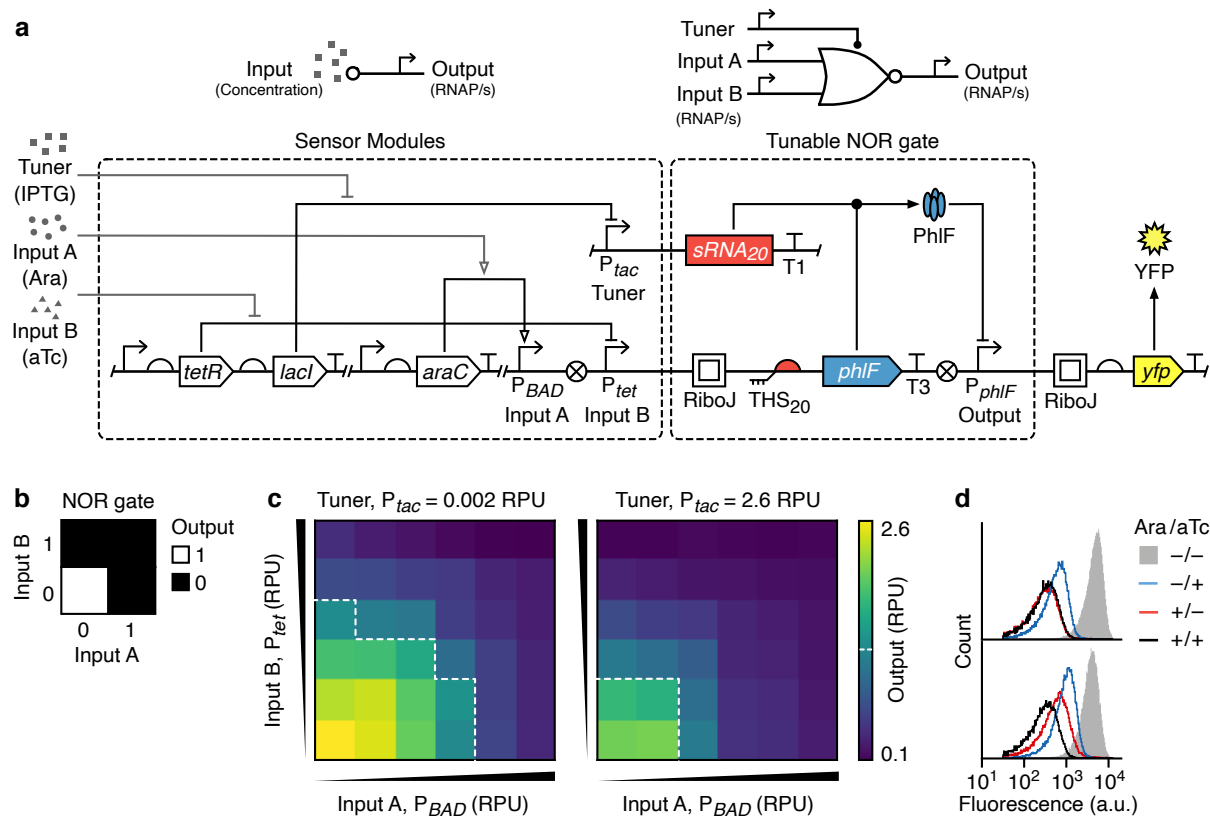 a
Input
(Concentration)
Output
(RPAP/s)
Tuner
Input A
Input B
(RNAP/s)
Output
(RNAP/s)
Sensor Modules
Tunable NOR gate
Tuner
(IPTG)
Input A
(Ara)
Input B
(aTc)
tetR
lacI
araC
PBAD
Input A
Ptet
Input B
Ptac
Tuner
sRNA20
T1
PhlF
RiboJ
THS20
phlF
T3
PphlF
Output
RiboJ
YFP
yfp
b
NOR gate
Input B
1
0
0 1
Input A
Output
1
0
c
Tuner, Ptac = 0.002 RPU
Tuner, Ptac = 2.6 RPU
Input B, Ptet (RPU)
Input A, PBAD (RPU)
Input A, PBAD (RPU)
2.6
0.1
Output (RPU)
d
Ara/aTc
–/–
–/+
+/–
+/+
Count
10¹ 10² 10³ 10⁴
Fluorescence (a.u.)